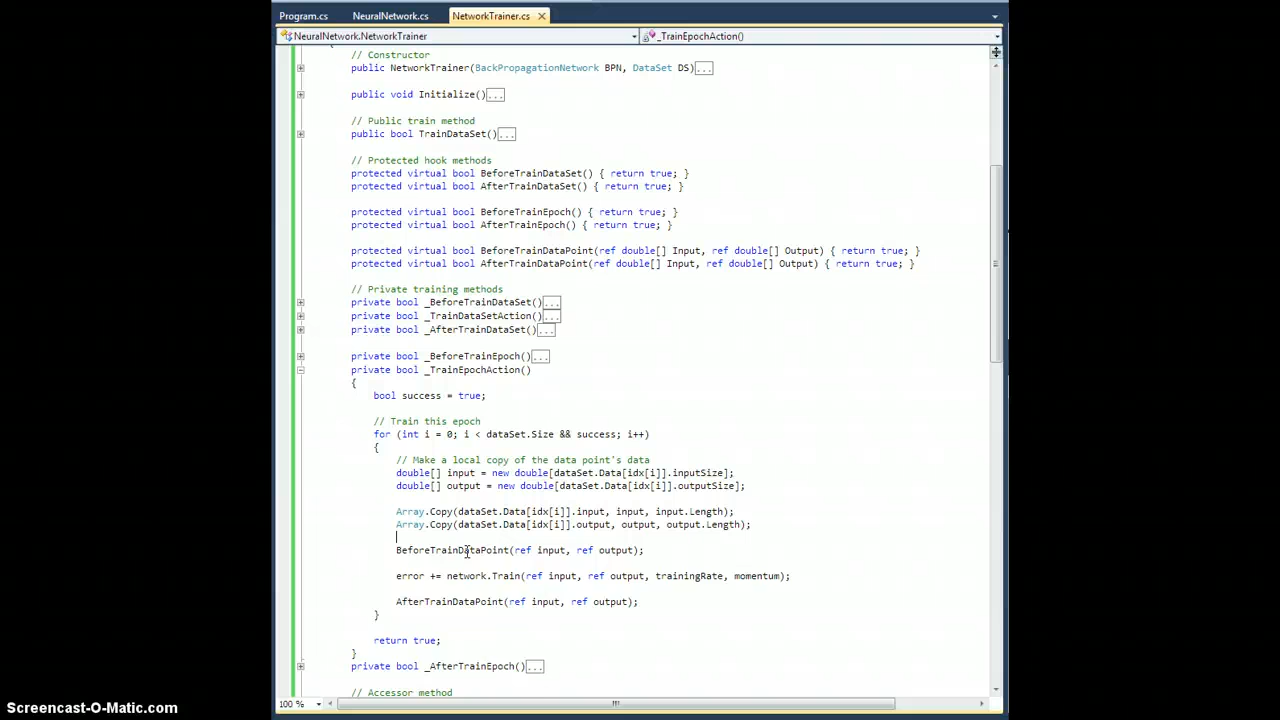 Program.cs NeuralNetwork.cs NetworkTrainer.cs
NeuralNetwork.NetworkTrainer _TrainEpochAction()
// Constructor
public NetworkTrainer(BackPropagationNetwork BPN, DataSet DS)...
public void Initialize()...
// Public train method
public bool TrainDataSet()...
// Protected hook methods
protected virtual bool BeforeTrainDataSet() { return true; }
protected virtual bool AfterTrainDataSet() { return true; }
protected virtual bool BeforeTrainEpoch() { return true; }
protected virtual bool AfterTrainEpoch() { return true; }
protected virtual bool BeforeTrainDataPoint(ref double[] Input, ref double[] Output) { return true; }
protected virtual bool AfterTrainDataPoint(ref double[] Input, ref double[] Output) { return true; }
// Private training methods
private bool _BeforeTrainDataSet()...
private bool _TrainDataSetAction()...
private bool _AfterTrainDataSet()...
private bool _BeforeTrainEpoch()...
private bool _TrainEpochAction()
{
bool success = true;
// Train this epoch
for (int i = 0; i < dataSet.Size && success; i++)
{
// Make a local copy of the data point's data
double[] input = new double[dataSet.Data[idx[i]].inputSize];
double[] output = new double[dataSet.Data[idx[i]].outputSize];
Array.Copy(dataSet.Data[idx[i]].input, input, input.Length);
Array.Copy(dataSet.Data[idx[i]].output, output, output.Length);
BeforeTrainDataPoint(ref input, ref output);
error += network.Train(ref input, ref output, trainingRate, momentum);
AfterTrainDataPoint(ref input, ref output);
}
return true;
}
private bool _AfterTrainEpoch()...
// Accessor method
100 %
Screencast-O-Matic.com